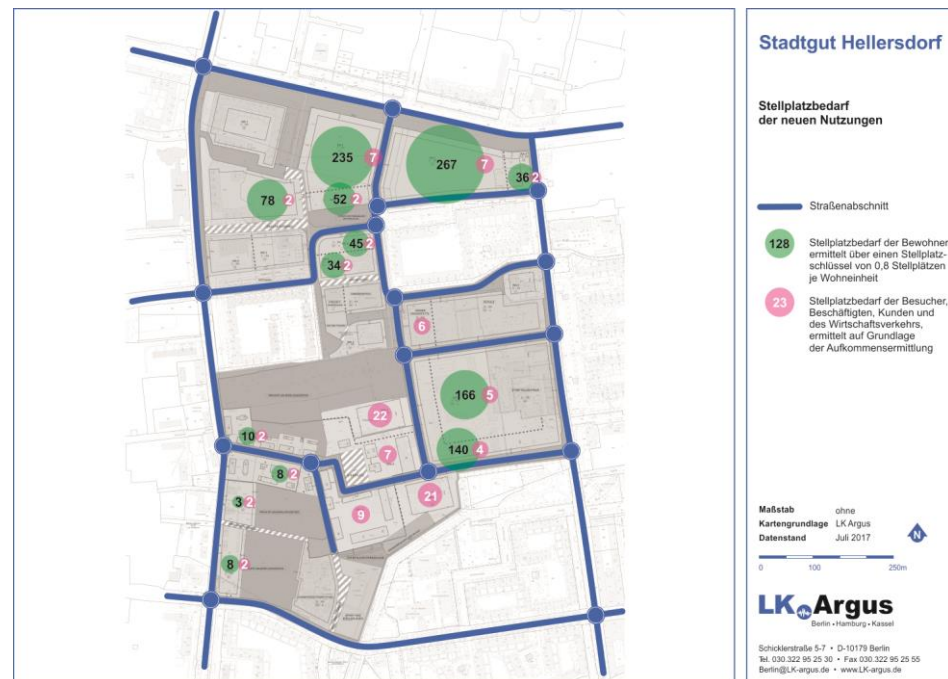 235
7
267
7
36
2
78
2
52
2
45
2
34
2
6
166
5
22
10
2
140
4
7
8
2
21
3
2
9
8
2
Stadtgut Hellersdorf
Stellplatzbedarf
der neuen Nutzungen
Straßenabschnitt
128
Stellplatzbedarf der Bewohner,
ermittelt über einen Stellplatz-
schlüssel von 0,8 Stellplätzen
je Wohneinheit
23
Stellplatzbedarf der Besucher,
Beschäftigten, Kunden und
des Wirtschaftsverkehrs,
ermittelt auf Grundlage
der Aufkommensermittlung
Maßstab ohne
Kartengrundlage LK Argus
Datenstand Juli 2017
N
0 100 250m
LK Argus
Berlin • Hamburg • Kassel
Schicklerstraße 5-7 • D-10179 Berlin
Tel. 030.322 95 25 30 • Fax 030.322 95 25 55
Berlin@LK-argus.de • www.LK-argus.de